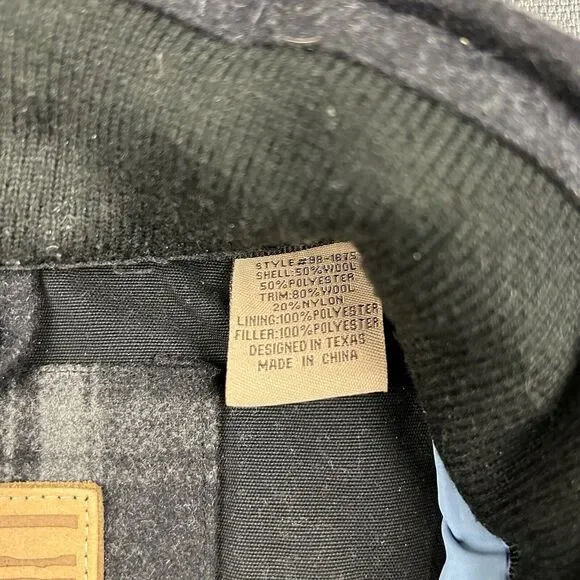 STYLE#98-1675
SHELL:50%WOOL
50%POLYESTER
TRIM:80%WOOL
20%NYLON
LINING:100%POLYESTER
FILLER:100%POLYESTER
DESIGNED IN TEXAS
MADE IN CHINA